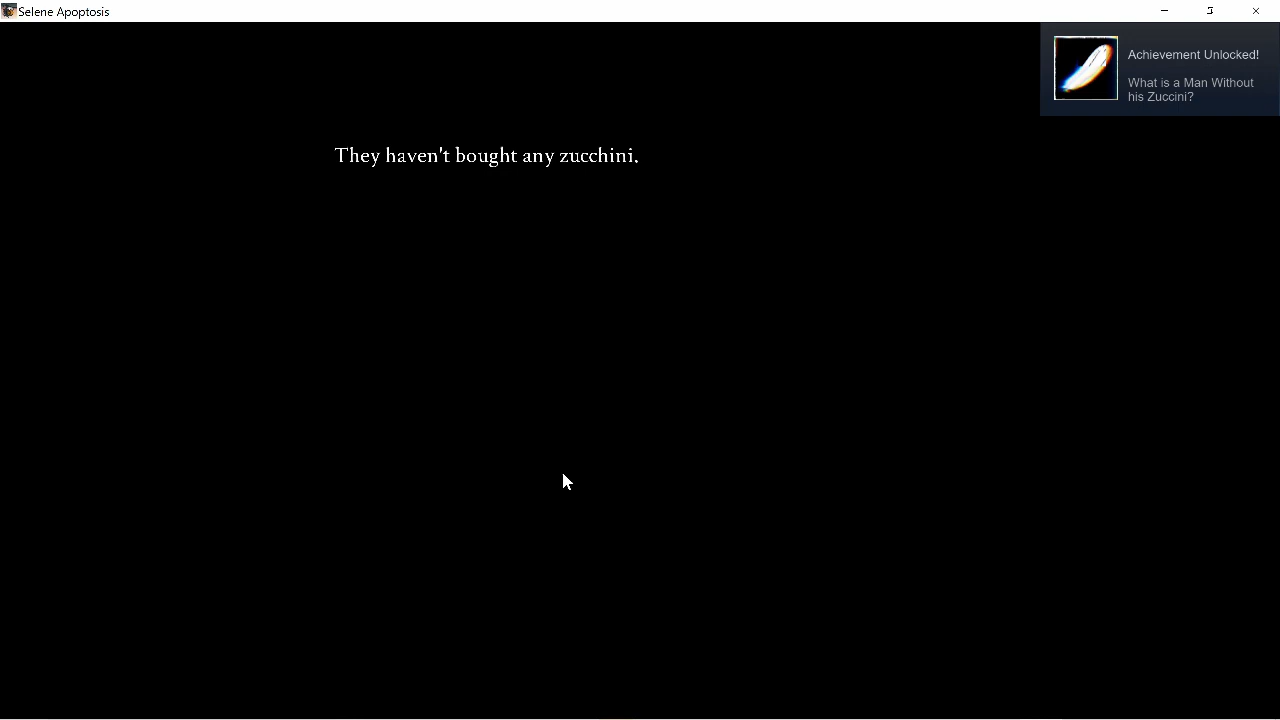 Selene Apoptosis
Achievement Unlocked!
What is a Man Without
his Zuccini?
They haven't bought any zucchini.